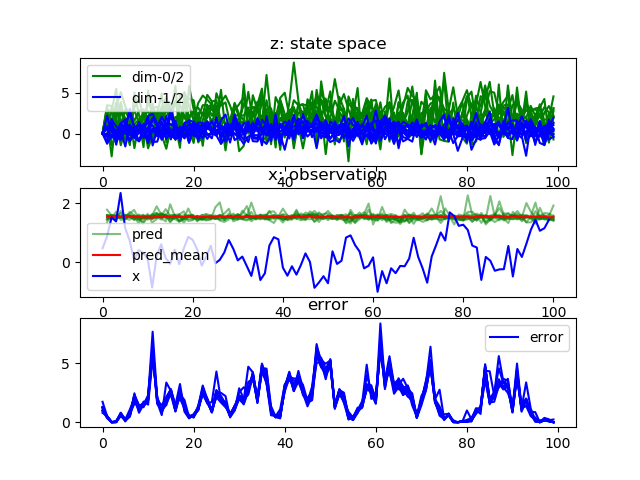 z: state space
5
0
dim-0/2
dim-1/2
0 20 40 60 80 100
x: observation
2
0
pred
pred_mean
x
0 20 40 60 80 100
error
5
0
error
0 20 40 60 80 100